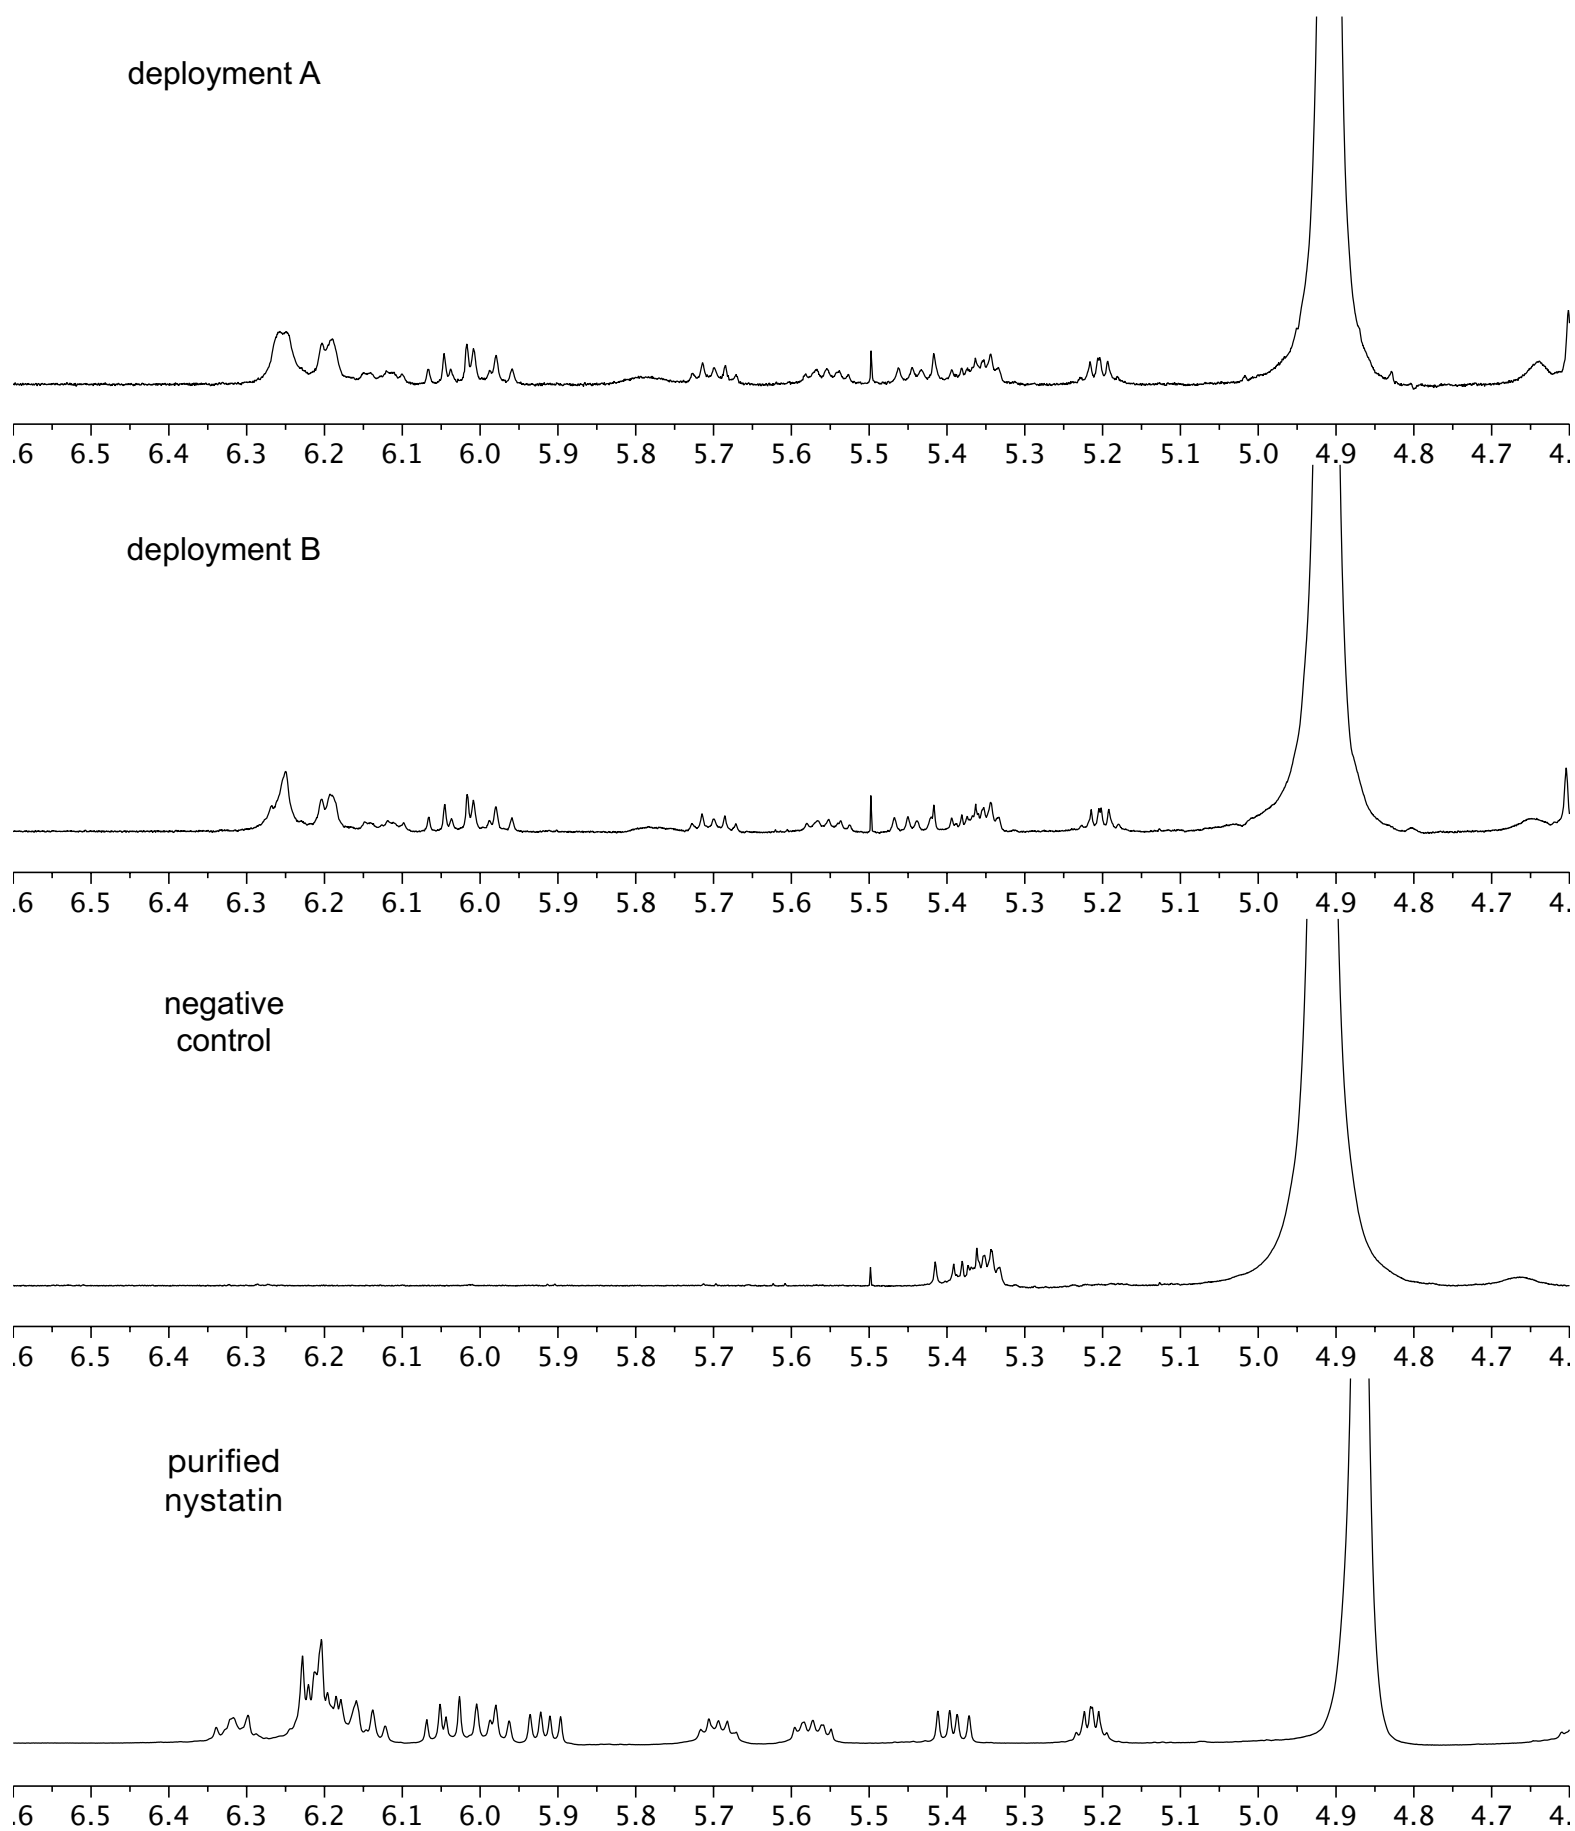 deployment A
.6 6.5 6.4 6.3 6.2 6.1 6.0 5.9 5.8 5.7 5.6 5.5 5.4 5.3 5.2 5.1 5.0 4.9 4.8 4.7 4.
deployment B
.6 6.5 6.4 6.3 6.2 6.1 6.0 5.9 5.8 5.7 5.6 5.5 5.4 5.3 5.2 5.1 5.0 4.9 4.8 4.7 4.
negative
control
.6 6.5 6.4 6.3 6.2 6.1 6.0 5.9 5.8 5.7 5.6 5.5 5.4 5.3 5.2 5.1 5.0 4.9 4.8 4.7 4.
purified
nystatin
.6 6.5 6.4 6.3 6.2 6.1 6.0 5.9 5.8 5.7 5.6 5.5 5.4 5.3 5.2 5.1 5.0 4.9 4.8 4.7 4.